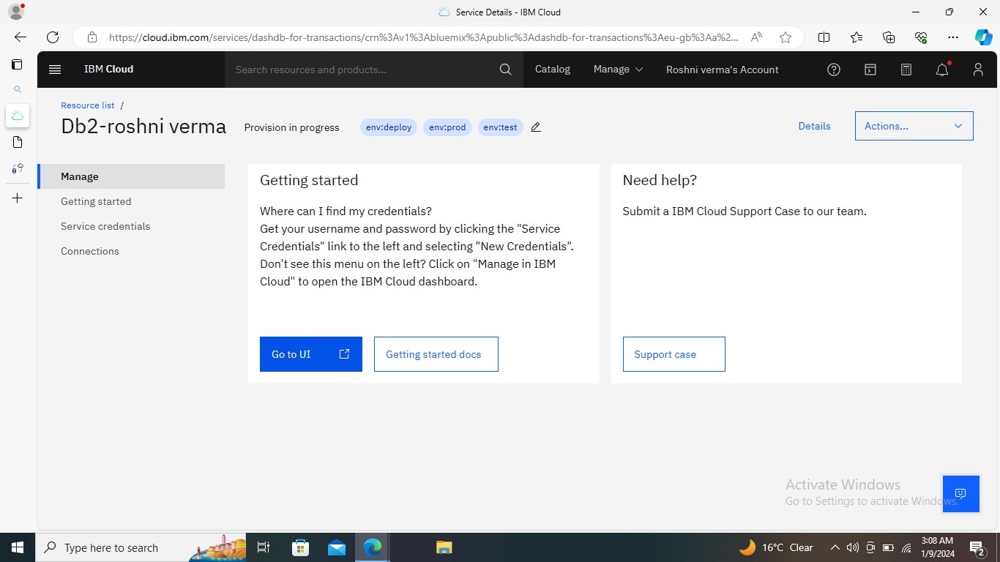 Service Details - IBM Cloud
https://cloud.ibm.com/services/dashdb-for-transactions/crn%3Av1%3Abluemix%3Apublic%3Adashdb-for-transactions%3Aeu-gb%3Aa%2...
IBM Cloud
Search resources and products...
Catalog
Manage
Roshni verma's Account
Resource list /
Db2-roshni verma
Provision in progress
env:deploy
env:prod
env:test
Details
Actions...
Manage
Getting started
Service credentials
Connections
Getting started
Where can I find my credentials?
Get your username and password by clicking the "Service
Credentials" link to the left and selecting "New Credentials".
Don't see this menu on the left? Click on "Manage in IBM
Cloud" to open the IBM Cloud dashboard.
Go to UI
Getting started docs
Need help?
Submit a IBM Cloud Support Case to our team.
Support case
Activate Windows
Go to Settings to activate Windows.
Type here to search
16°C Clear
3:08 AM
1/9/2024
2